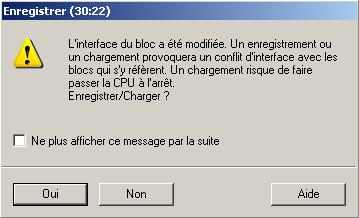 Enregistrer (30:22)
L'interface du bloc a été modifiée. Un enregistrement ou
un chargement provoquera un conflit d'interface avec les
blocs qui s'y réfèrent. Un chargement risque de faire
passer la CPU à l'arrêt.
Enregistrer/Charger ?
Ne plus afficher ce message par la suite
Oui
Non
Aide